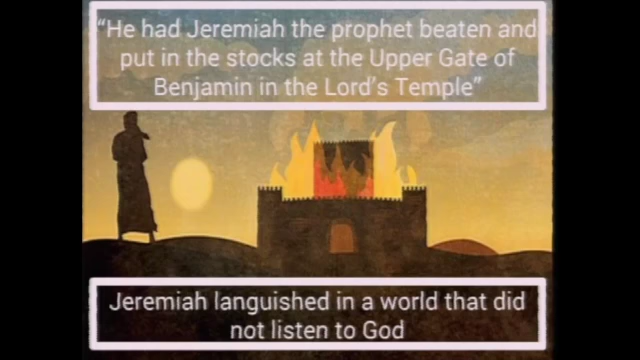 “He had Jeremiah the prophet beaten and
put in the stocks at the Upper Gate of
Benjamin in the Lord’s Temple”
Jeremiah languished in a world that did
not listen to God